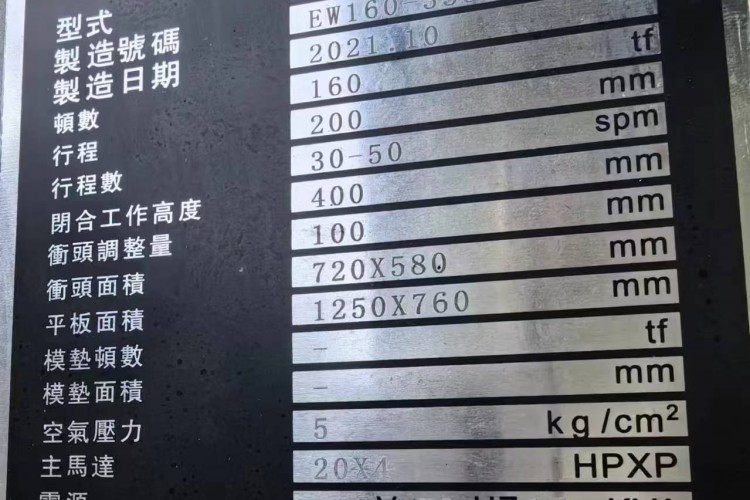 型式
製造號碼 EW160-
製造日期 2021.10
頓數 160 tf
行程 200 mm
行程數 30-50 spm
閉合工作高度 400 mm
衝頭調整量 100 mm
衝頭面積 720X580 mm
平板面積 1250X760 mm
模墊頓數 - tf
模墊面積 - mm
空氣壓力 5 kg/cm²
主馬達 20X4 HPXP
電源